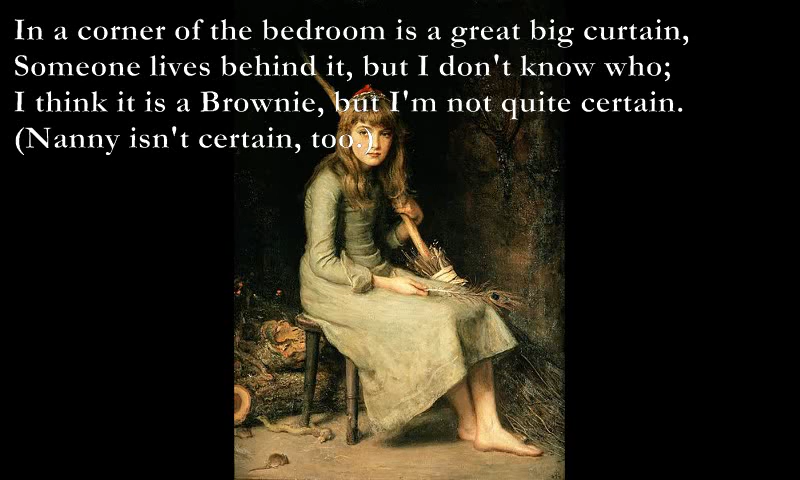 In a corner of the bedroom is a great big curtain,
Someone lives behind it, but I don't know who;
I think it is a Brownie, but I'm not quite certain.
(Nanny isn't certain, too.)